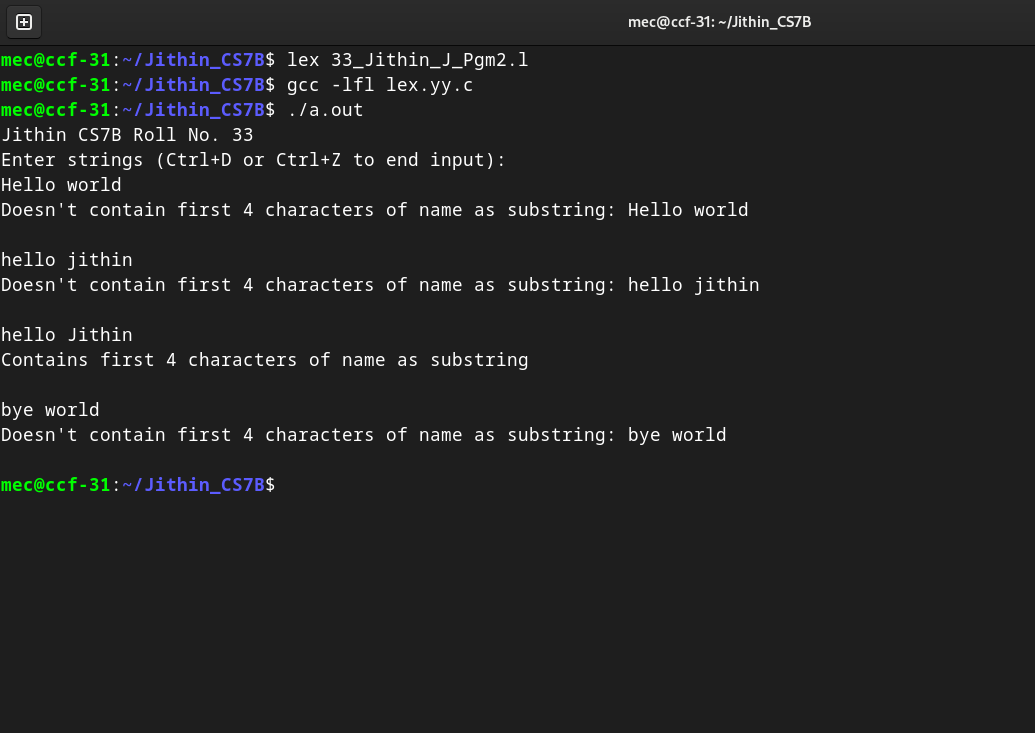 mec@ccf-31: ~/Jithin_CS7B
mec@ccf-31:~/Jithin_CS7B$ lex 33_Jithin_J_Pgm2.l
mec@ccf-31:~/Jithin_CS7B$ gcc -lfl lex.yy.c
mec@ccf-31:~/Jithin_CS7B$ ./a.out
Jithin CS7B Roll No. 33
Enter strings (Ctrl+D or Ctrl+Z to end input):
Hello world
Doesn't contain first 4 characters of name as substring: Hello world
hello jithin
Doesn't contain first 4 characters of name as substring: hello jithin
hello Jithin
Contains first 4 characters of name as substring
bye world
Doesn't contain first 4 characters of name as substring: bye world
mec@ccf-31:~/Jithin_CS7B$